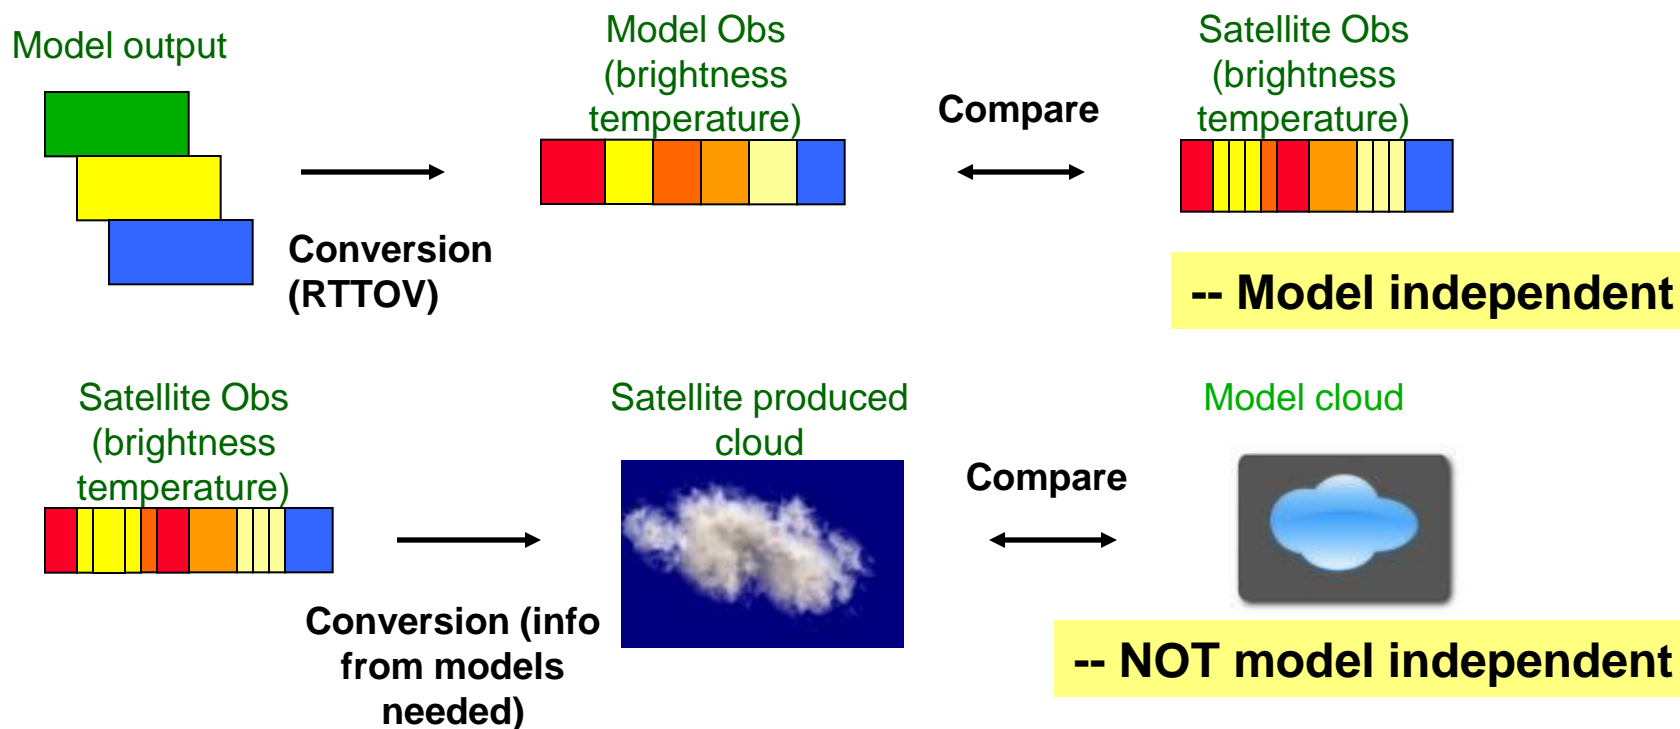 Model output
Model Obs
(brightness
temperature)
Satellite Obs
(brightness
temperature)
Compare
Conversion
(RTTOV)
-- Model independent
Satellite Obs
(brightness
temperature)
Satellite produced
cloud
Model cloud
Compare
Conversion (info
from models
needed)
-- NOT model independent